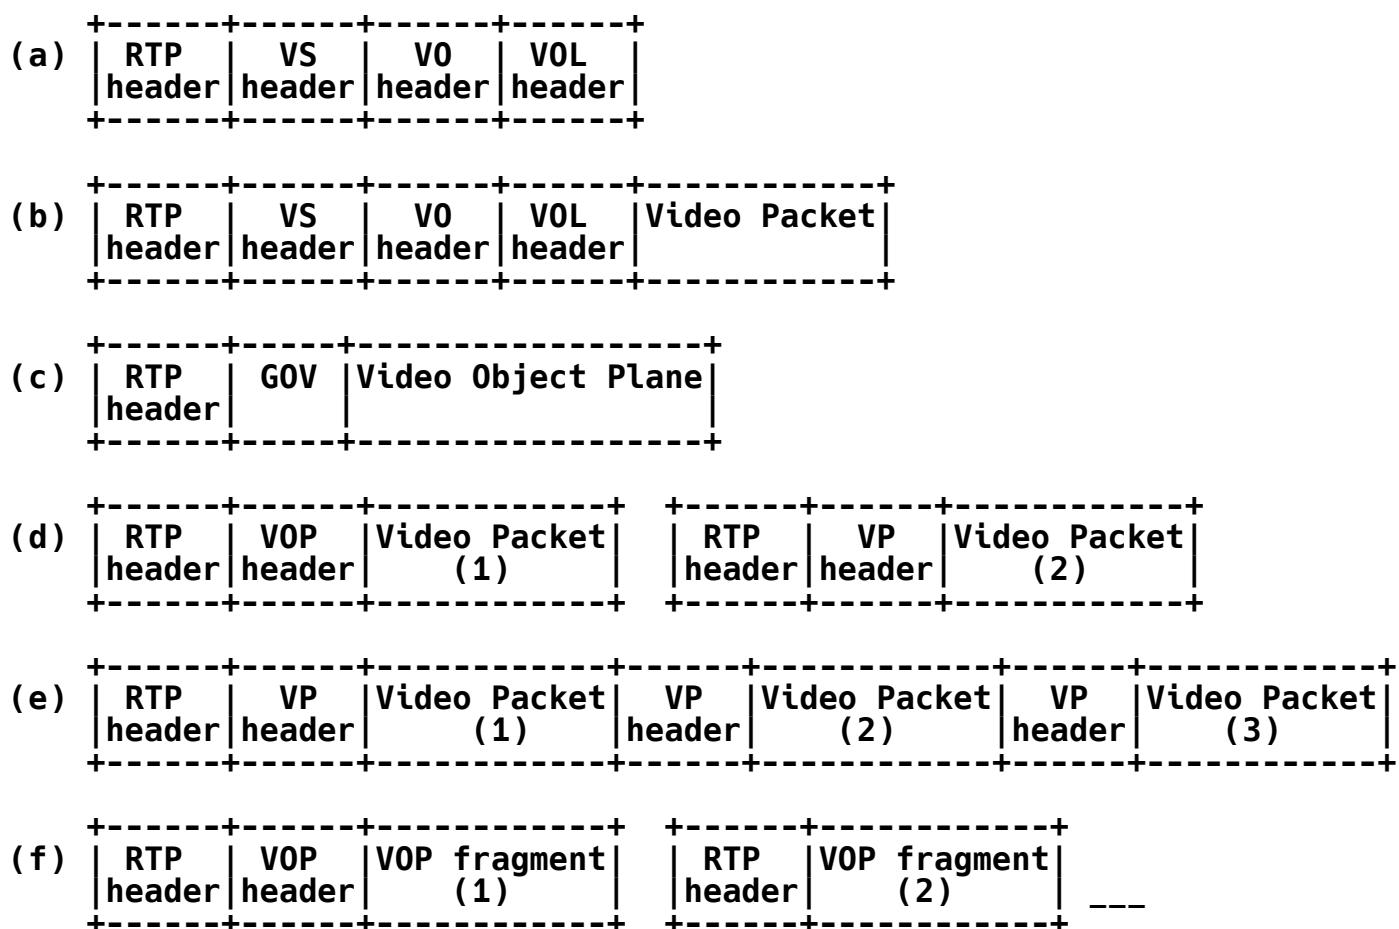 +------+------+------+------+
(a) | RTP  |  VS  |  VO  | VOL  |
    |header|header|header|header|
    +------+------+------+------+

    +------+------+------+------+------------+
(b) | RTP  |  VS  |  VO  | VOL  |Video Packet|
    |header|header|header|header|            |
    +------+------+------+------+------------+

    +------+-----+------------------+
(c) | RTP  | GOV |Video Object Plane|
    |header|     |                  |
    +------+-----+------------------+

    +------+------+------------+  +------+------+------------+
(d) | RTP  | VOP  |Video Packet|  | RTP  |  VP  |Video Packet|
    |header|header|    (1)     |  |header|header|    (2)     |
    +------+------+------------+  +------+------+------------+

    +------+------+------------+------+------------+------+------------+
(e) | RTP  |  VP  |Video Packet|  VP  |Video Packet|  VP  |Video Packet|
    |header|header|     (1)    |header|    (2)     |header|    (3)     |
    +------+------+------------+------+------------+------+------------+

    +------+------+------------+  +------+------------+
(f) | RTP  | VOP  |VOP fragment|  | RTP  |VOP fragment|
    |header|header|    (1)     |  |header|    (2)     | ___
    +------+------+------------+  +------+------------+